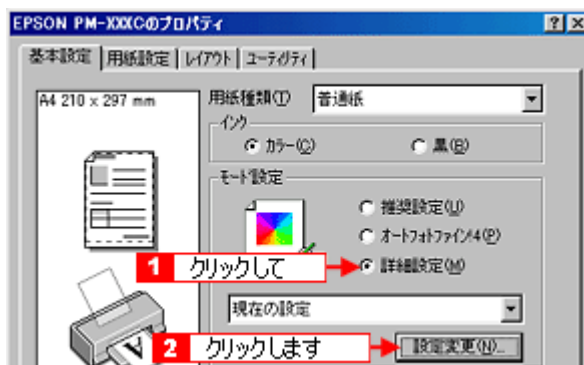 EPSON PM-XXXCのプロパティ
基本設定 用紙設定 レイアウト ユーティリティ
A4 210 x 297 mm
用紙種類(T) 普通紙
インク
カラー(C) 黒(B)
モード設定
推奨設定(U)
オートフォトファイン!4(P)
1 クリックして 詳細設定(M)
現在の設定
2 クリックします 設定変更(N)...